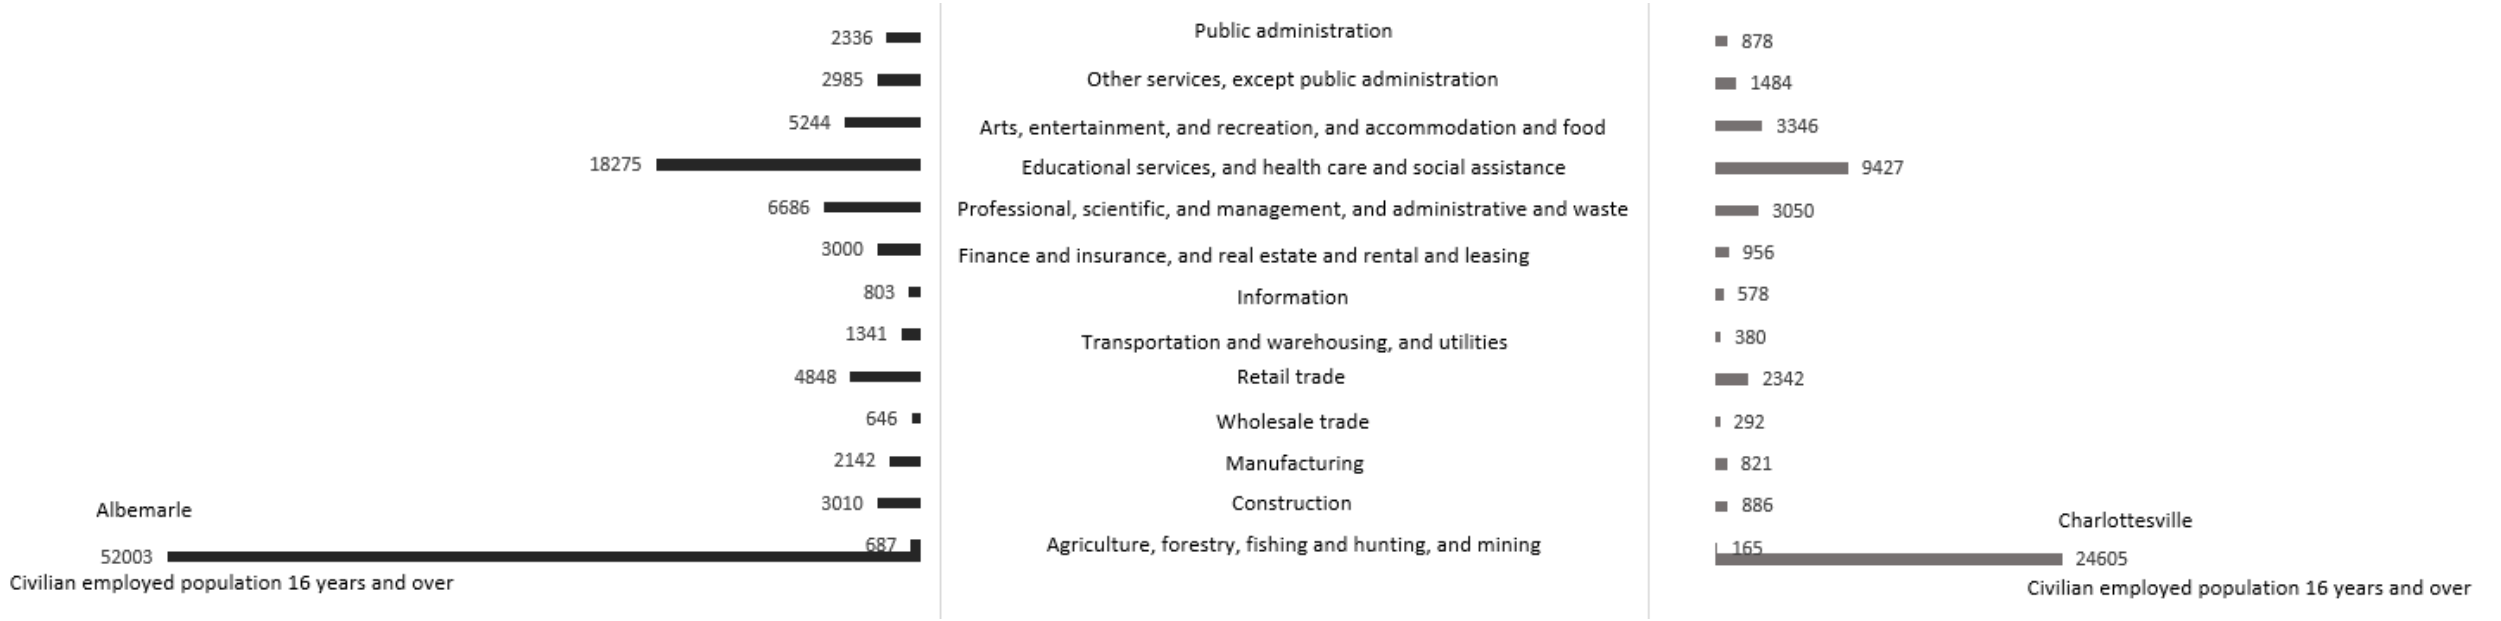 2336 Public administration 878
2985 Other services, except public administration 1484
5244 Arts, entertainment, and recreation, and accommodation and food 3346
18275 Educational services, and health care and social assistance 9427
6686 Professional, scientific, and management, and administrative and waste 3050
3000 Finance and insurance, and real estate and rental and leasing 956
803 Information 578
1341 Transportation and warehousing, and utilities 380
4848 Retail trade 2342
646 Wholesale trade 292
2142 Manufacturing 821
3010 Construction 886
Albemarle Charlottesville
687 Agriculture, forestry, fishing and hunting, and mining 165
52003 24605
Civilian employed population 16 years and over Civilian employed population 16 years and over